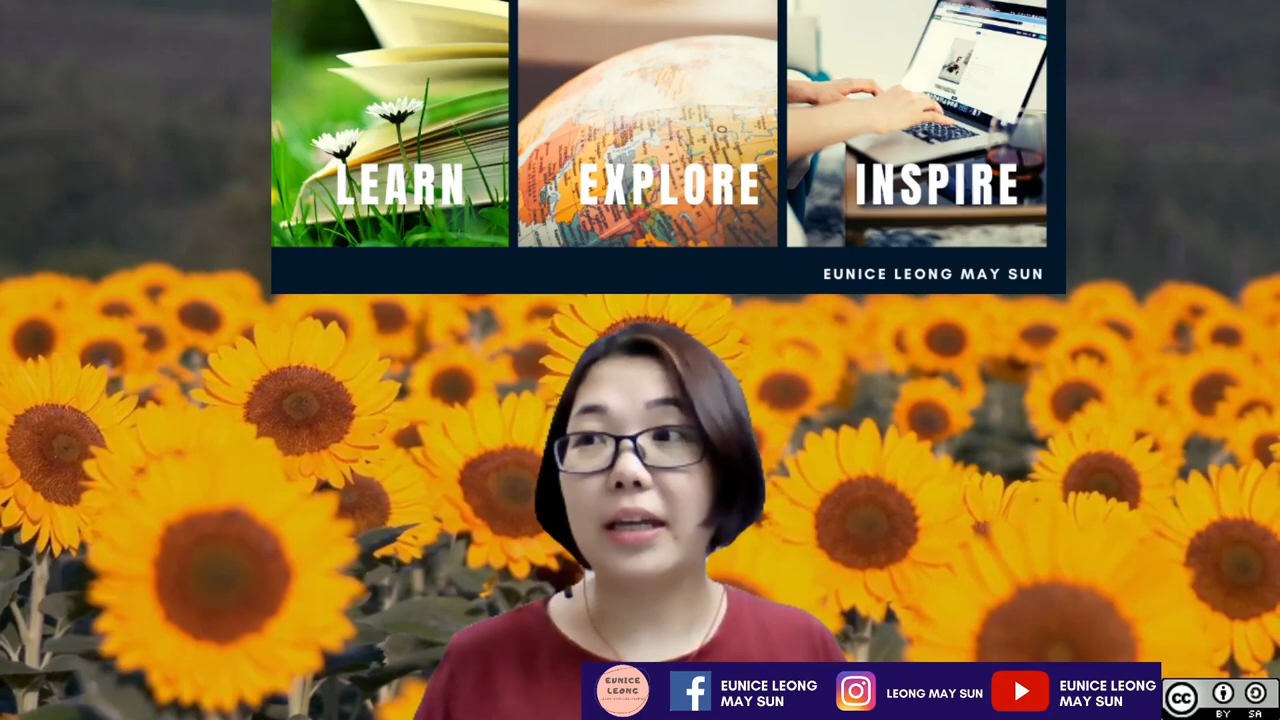 LEARN
EXPLORE
INSPIRE
EUNICE LEONG MAY SUN
EUNICE
LEONG
EUNICE LEONG
MAY SUN
LEONG MAY SUN
EUNICE LEONG
MAY SUN
cc
BY SA